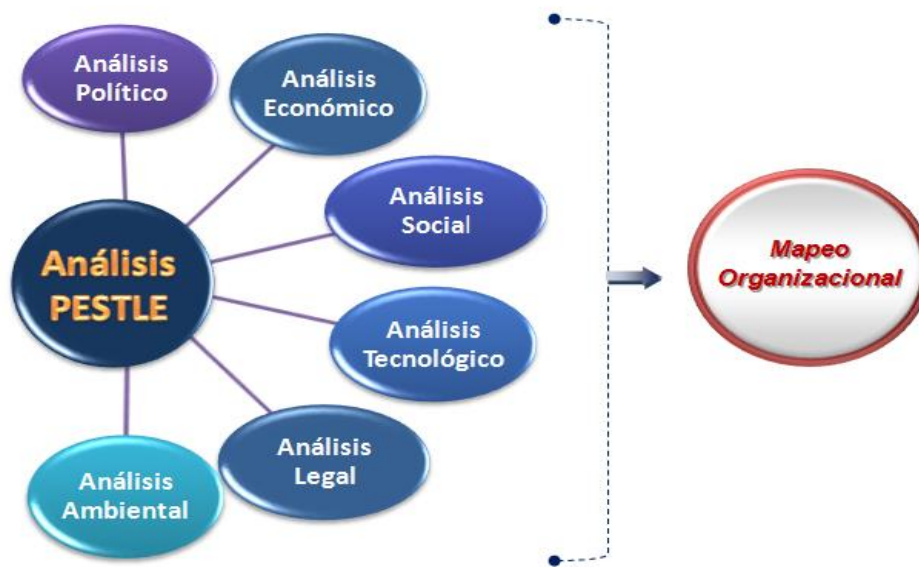 Análisis
Político
Análisis
Económico
Análisis
Social
Análisis
PESTLE
Análisis
Tecnológico
Análisis
Legal
Análisis
Ambiental
Mapeo
Organizacional